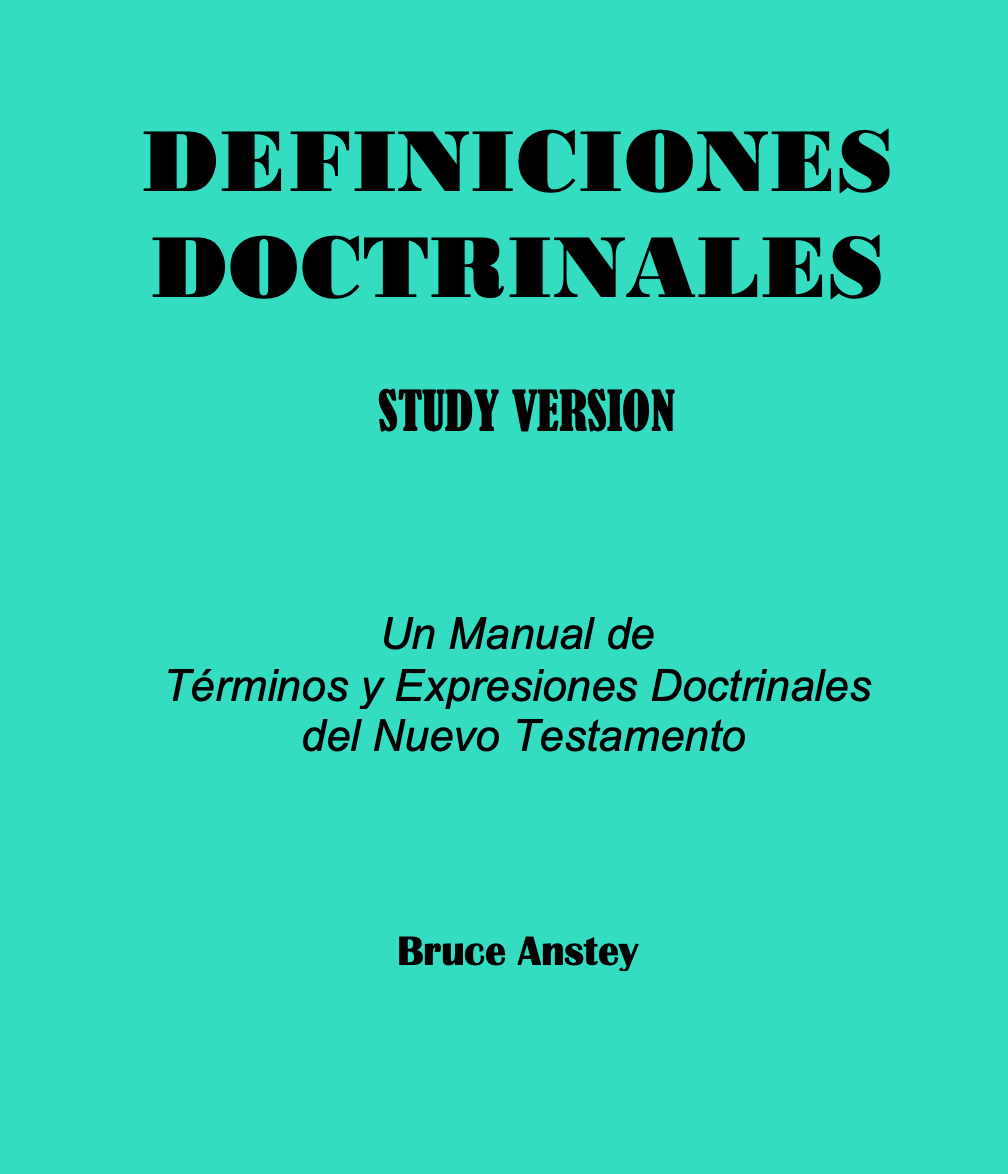 DEFINICIONES
DOCTRINALES
STUDY VERSION
Un Manual de
Términos y Expresiones Doctrinales
del Nuevo Testamento
Bruce Anstey